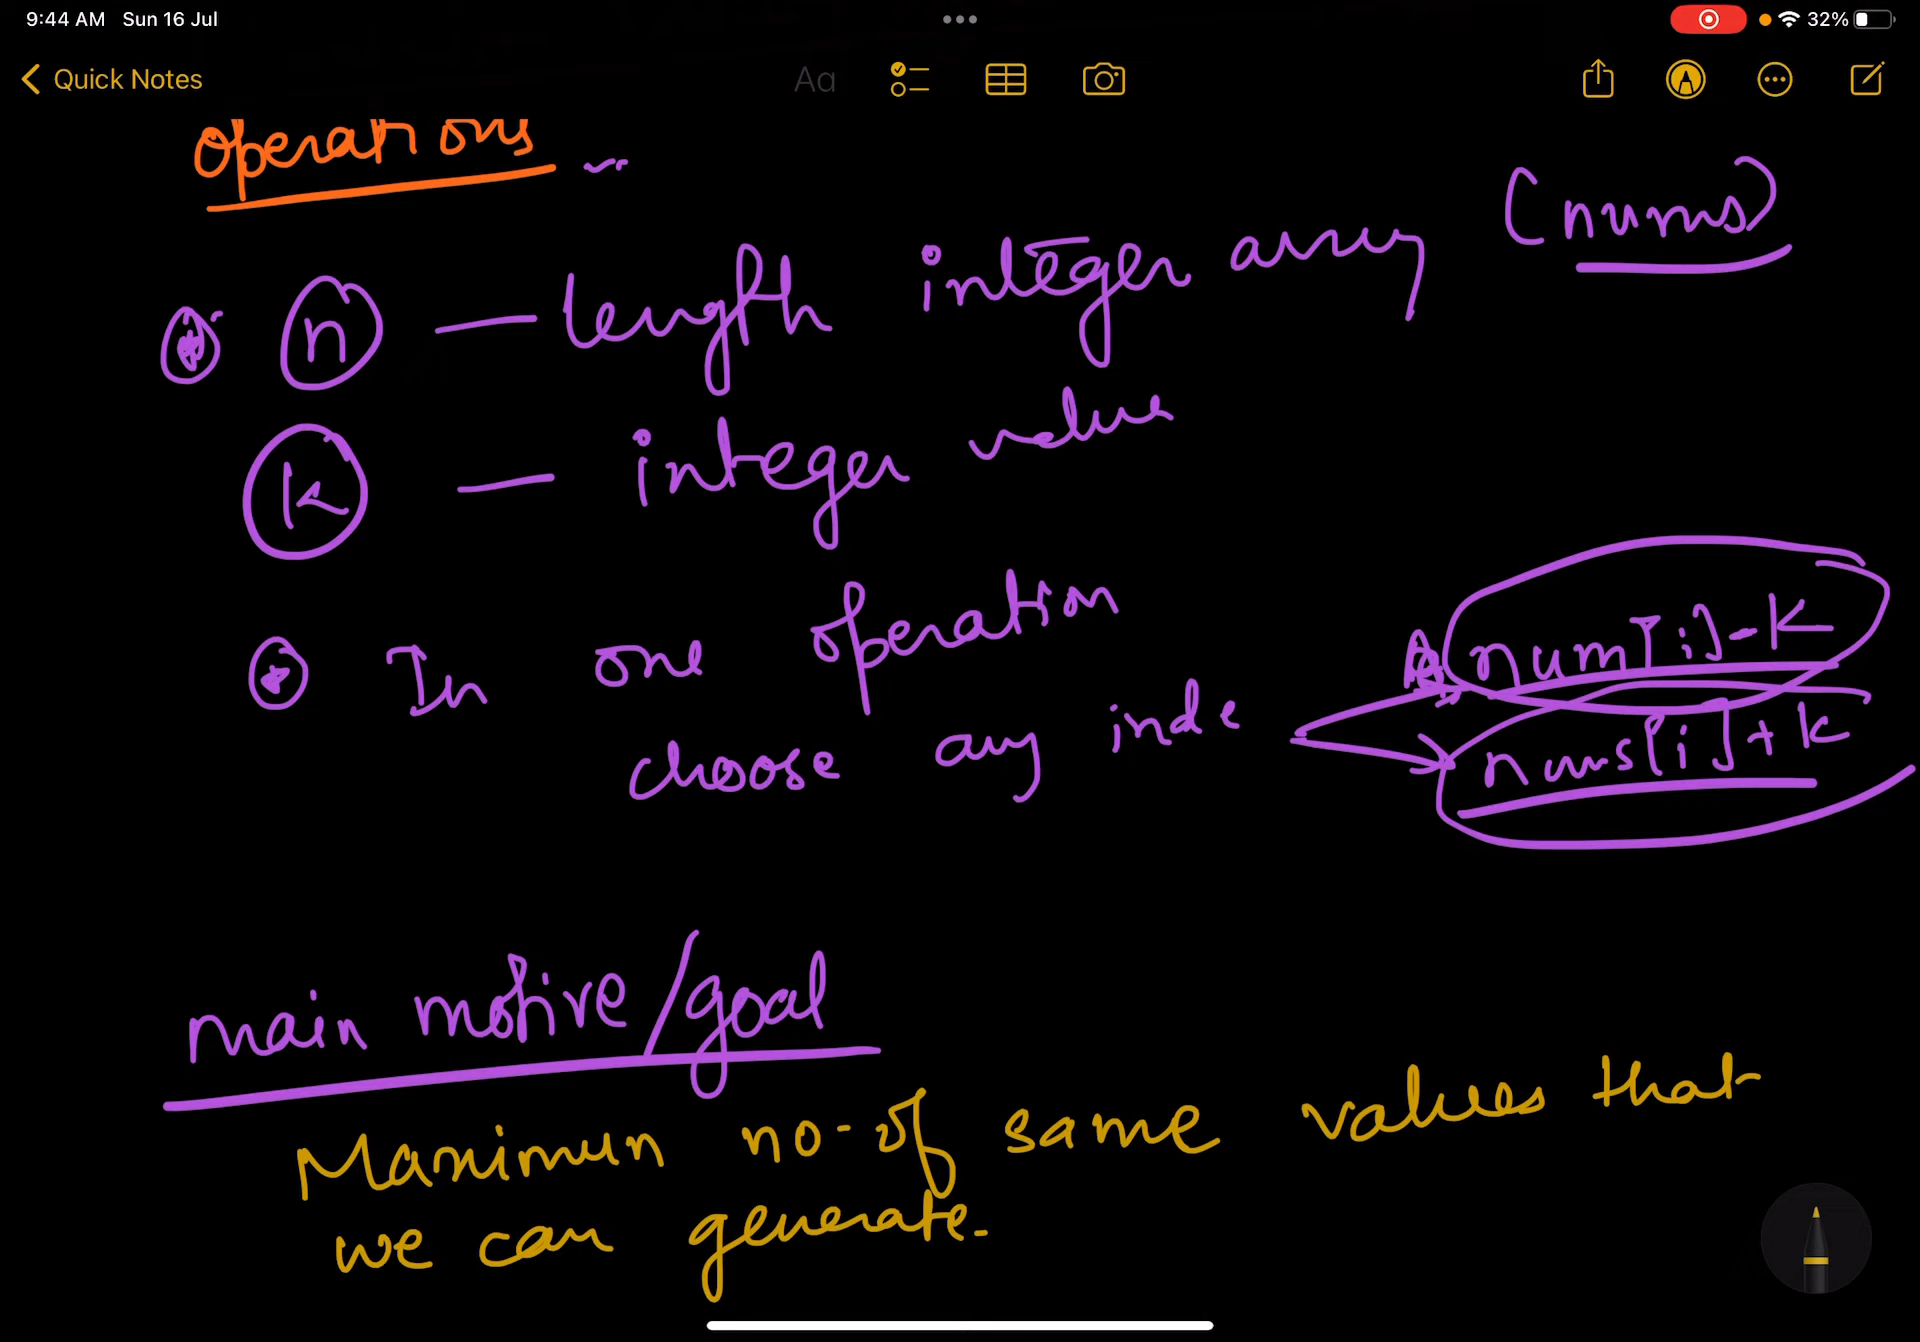 9:44 AM Sun 16 Jul
32%
Quick Notes
Aa
Operations
n — length integer array (nums)
k — integer value
In one operation
choose any inde
num[i]-k
nums[i]+k
main motive/goal
Maximun no. of same values that
we can generate.